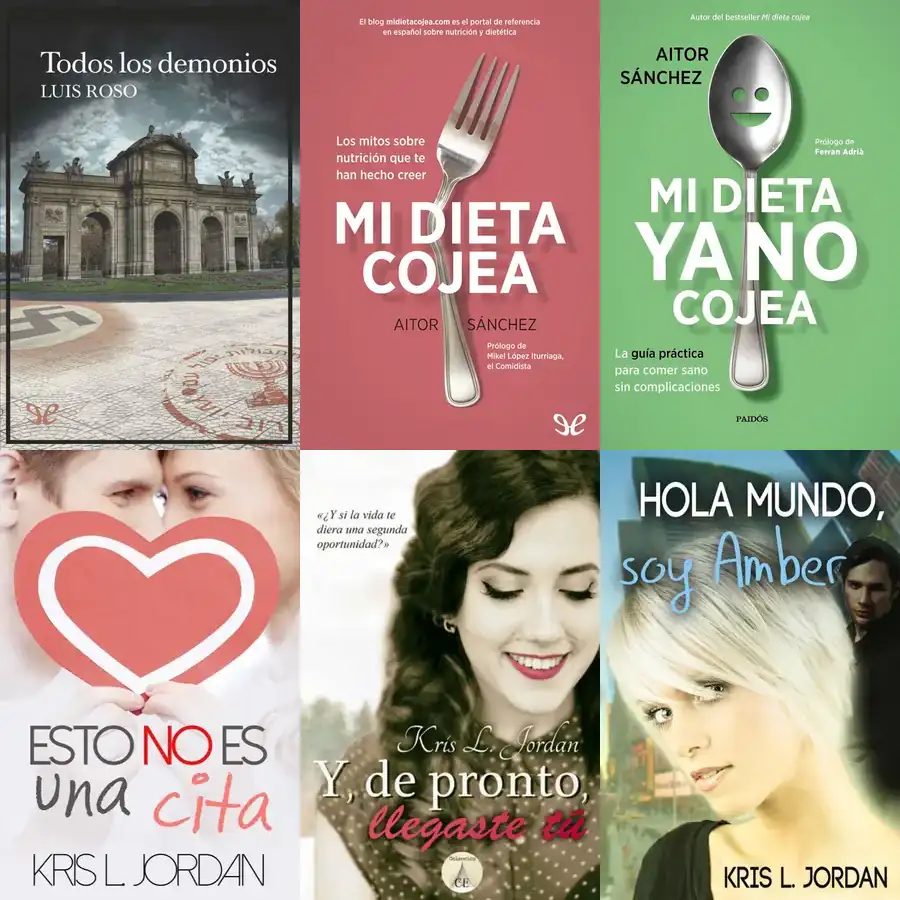 Todos los demonios
LUIS ROSO
El blog midietacojea.com es el portal de referencia
en español sobre nutrición y dietética
Los mitos sobre
nutrición que te
han hecho creer
MI DIETA
COJEA
AITOR SÁNCHEZ
Prólogo de
Mikel López Iturriaga,
el Comidista
Autor del bestseller Mi dieta cojea
AITOR
SÁNCHEZ
Prólogo de
Ferran Adrià
MI DIETA
YA NO
COJEA
La guía práctica
para comer sano
sin complicaciones
PAIDÓS
ESTO NO ES
una cita
KRIS L. JORDAN
«¿Y si la vida te
diera una segunda
oportunidad?»
Kris L. Jordan
Y, de pronto,
llegaste tú
Colección
CE
HOLA MUNDO,
soy Amber
KRIS L. JORDAN